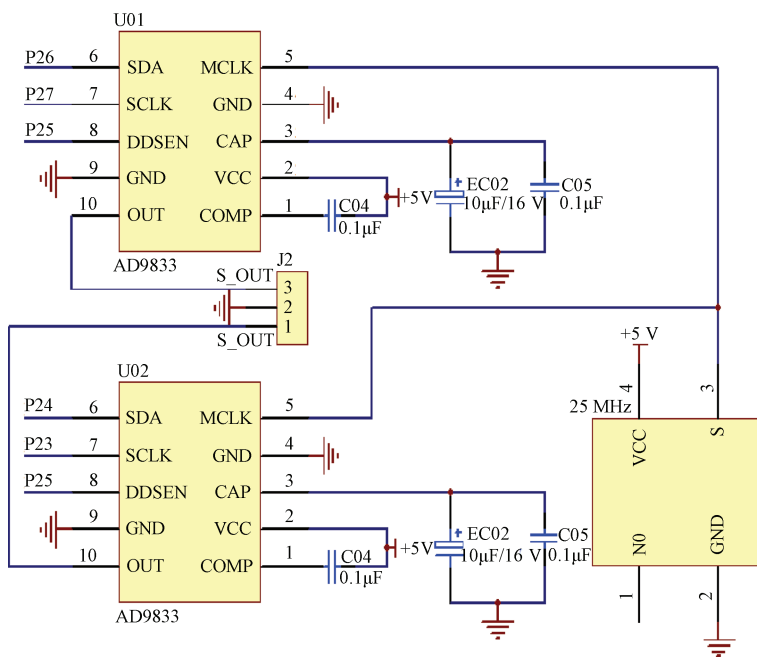 U01
P26 6 SDA MCLK 5
P27 7 SCLK GND 4
P25 8 DDSEN CAP 3
9 GND VCC 2
10 OUT COMP 1
+5V
C04
0.1μF
EC02
10μF/16 V
C05
0.1μF
AD9833
J2
S_OUT
3
2
1
S_OUT
U02
P24 6 SDA MCLK 5
P23 7 SCLK GND 4
P25 8 DDSEN CAP 3
9 GND VCC 2
10 OUT COMP 1
+5V
C04
0.1μF
EC02
10μF/16 V
C05
0.1μF
AD9833
+5 V
25 MHz
4
3
VCC
S
N0
GND
1
2